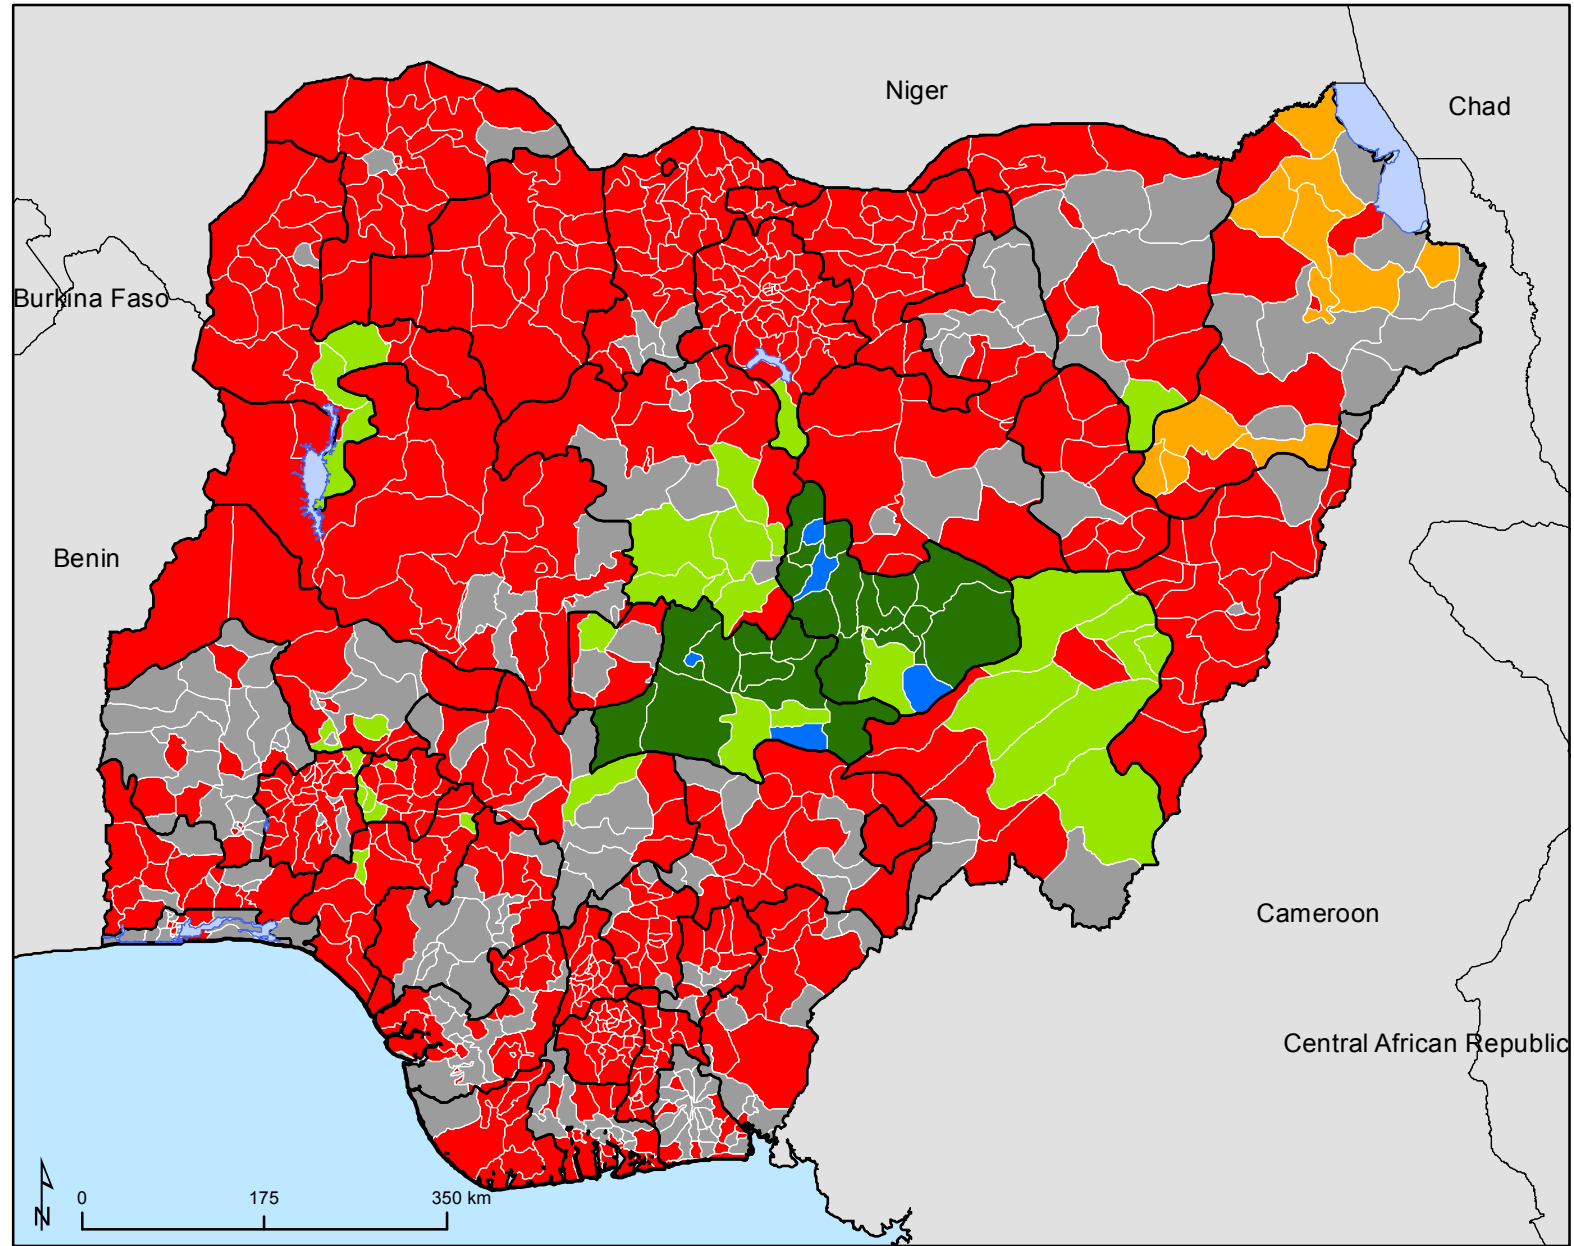 Niger
Chad
Burkina Faso
Benin
Cameroon
Central African Republic
N
0 175 350 km